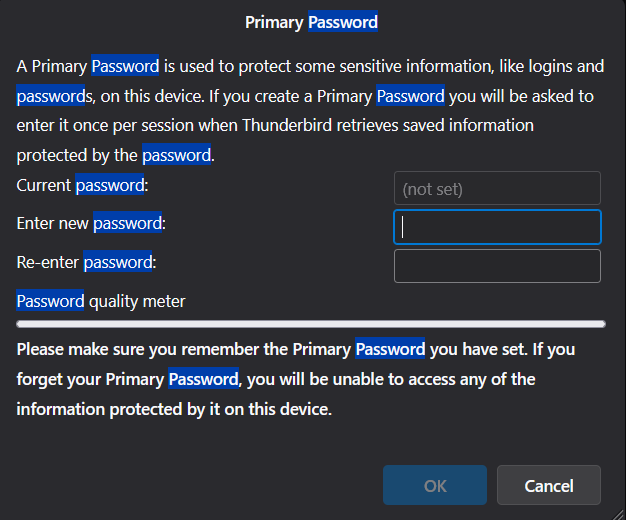 Primary Password
A Primary Password is used to protect some sensitive information, like logins and
passwords, on this device. If you create a Primary Password you will be asked to
enter it once per session when Thunderbird retrieves saved information
protected by the password.
Current password:
(not set)
Enter new password:
Re-enter password:
Password quality meter
Please make sure you remember the Primary Password you have set. If you
forget your Primary Password, you will be unable to access any of the
information protected by it on this device.
OK
Cancel